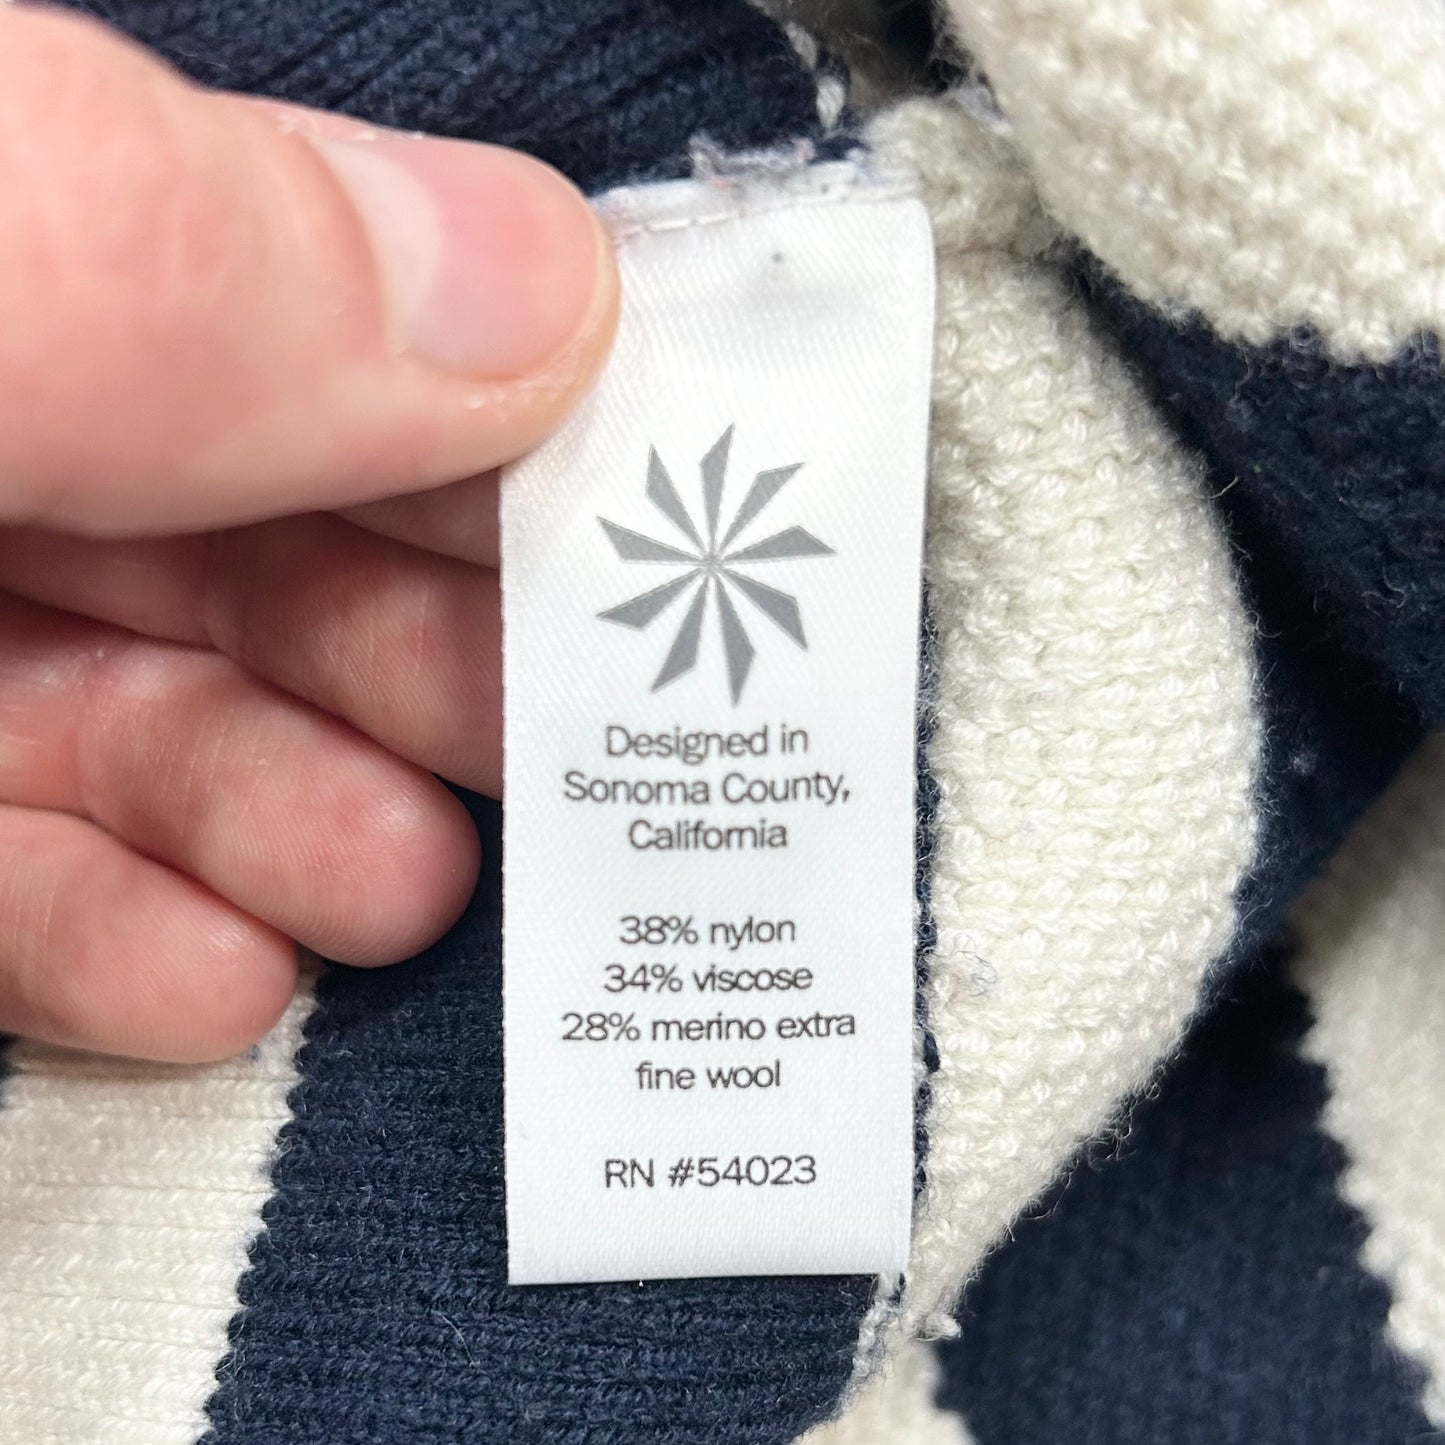 Designed in
Sonoma County,
California
38% nylon
34% viscose
28% merino extra
fine wool
RN #54023